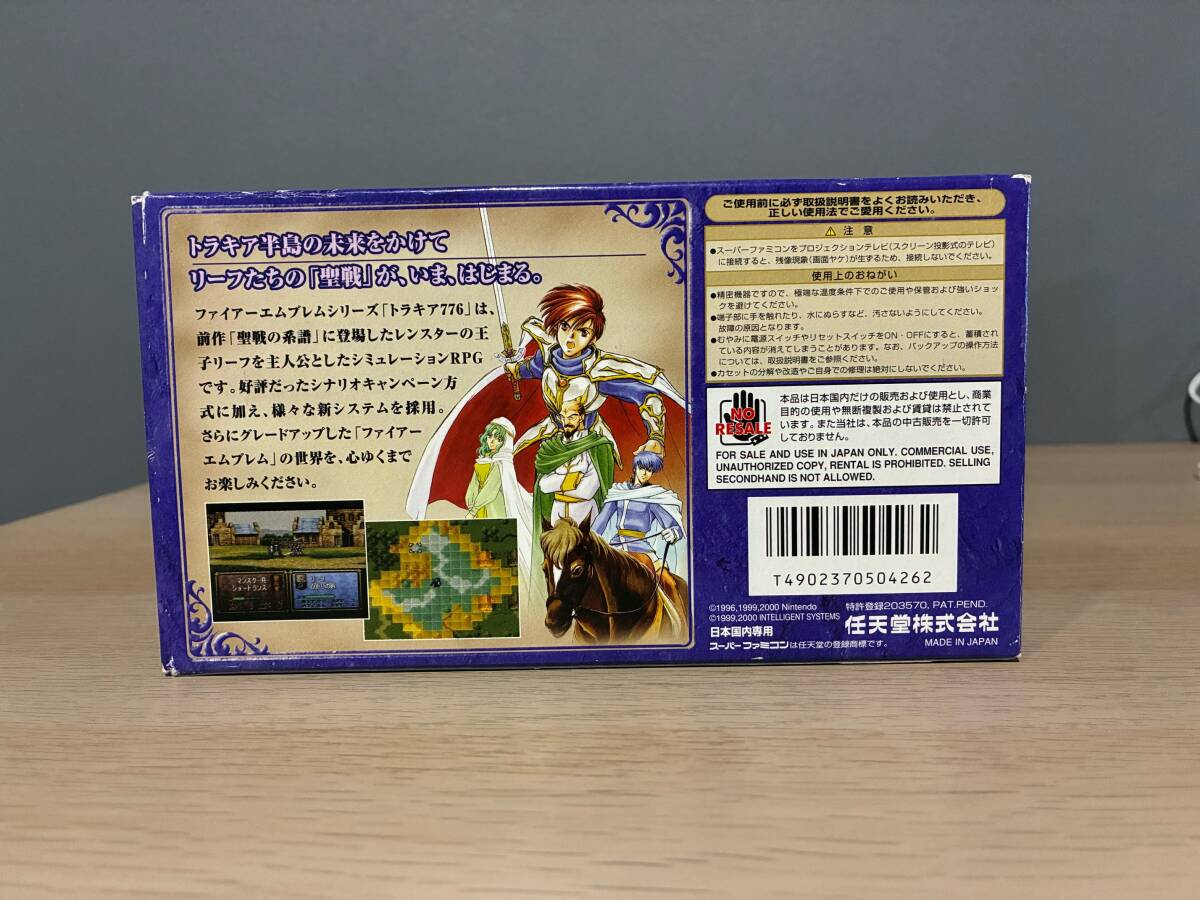 トラキア半島の未来をかけて
リーフたちの「聖戦」が、いま、はじまる。
ファイアーエムブレムシリーズ「トラキア776」は、
前作「聖戦の系譜」に登場したレンスターの王
子リーフを主人公としたシミュレーションRPG
です。好評だったシナリオキャンペーン方
式に加え、様々な新システムを採用。
さらにグレードアップした「ファイアー
エムブレム」の世界を、心ゆくまで
お楽しみください。
ショートランス
リーフ
ご使用前に必ず取扱説明書をよくお読みいただき、
正しい使用法でご愛用ください。
⚠ 注 意
●スーパーファミコンをプロジェクションテレビ(スクリーン投影式のテレビ)
に接続すると、残像現象(画面ヤケ)が生ずるため、接続しないでください。
使用上のおねがい
●精密機器ですので、極端な温度条件下でのご使用や保管および強いショッ
クを避けてください。
●端子部に手を触れたり、水にぬらすなど、汚さないようにしてください。
故障の原因となります。
●むやみに電源スイッチやリセットスイッチをON・OFFにすると、蓄積され
ている内容が消えてしまうことがあります。なお、バックアップの操作方法
については、取扱説明書をご参照ください。
●カセットの分解や改造やご自身での修理は絶対にしないでください。
NO
RESALE
本品は日本国内だけの販売および使用とし、商業
目的の使用や無断複製および賃貸は禁止されて
います。また当社は、本品の中古販売を一切許可
しておりません。
FOR SALE AND USE IN JAPAN ONLY. COMMERCIAL USE,
UNAUTHORIZED COPY, RENTAL IS PROHIBITED. SELLING
SECONDHAND IS NOT ALLOWED.
T4902370504262
©1996,1999,2000 Nintendo
©1999,2000 INTELLIGENT SYSTEMS
特許登録203570, PAT.PEND.
日本国内専用
任天堂株式会社
スーパーファミコンは任天堂の登録商標です。
MADE IN JAPAN